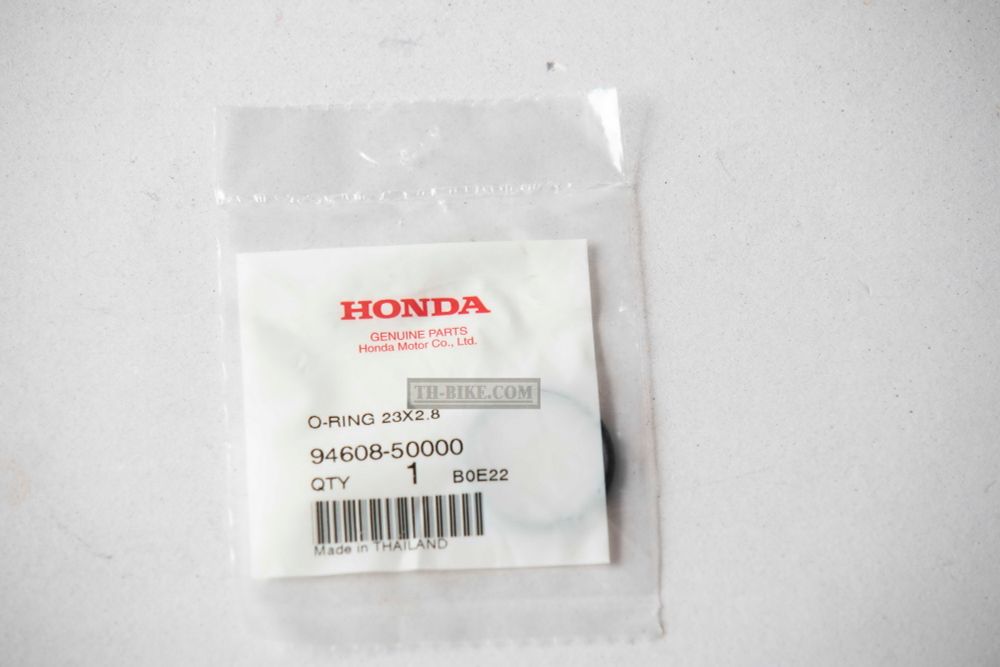 HONDA
GENUINE PARTS
Honda Motor Co., Ltd.
TH-BIKE.COM
O-RING 23X2.8
94608-50000
QTY 1 B0E22
Made in THAILAND